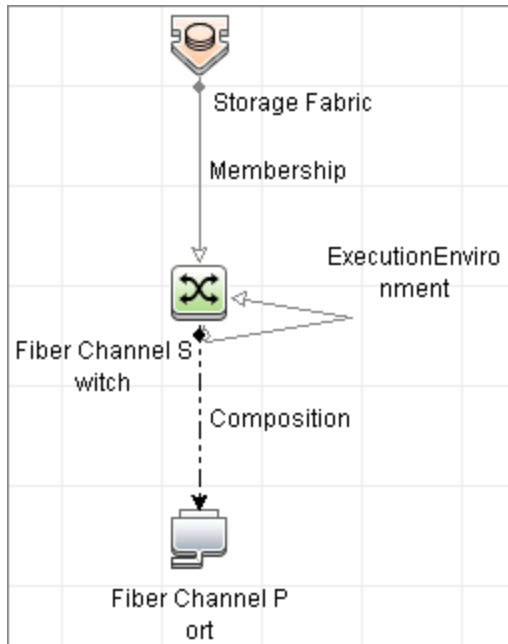 Storage Fabric
Membership
ExecutionEnviro
nment
Fiber Channel S
witch
Composition
Fiber Channel P
ort